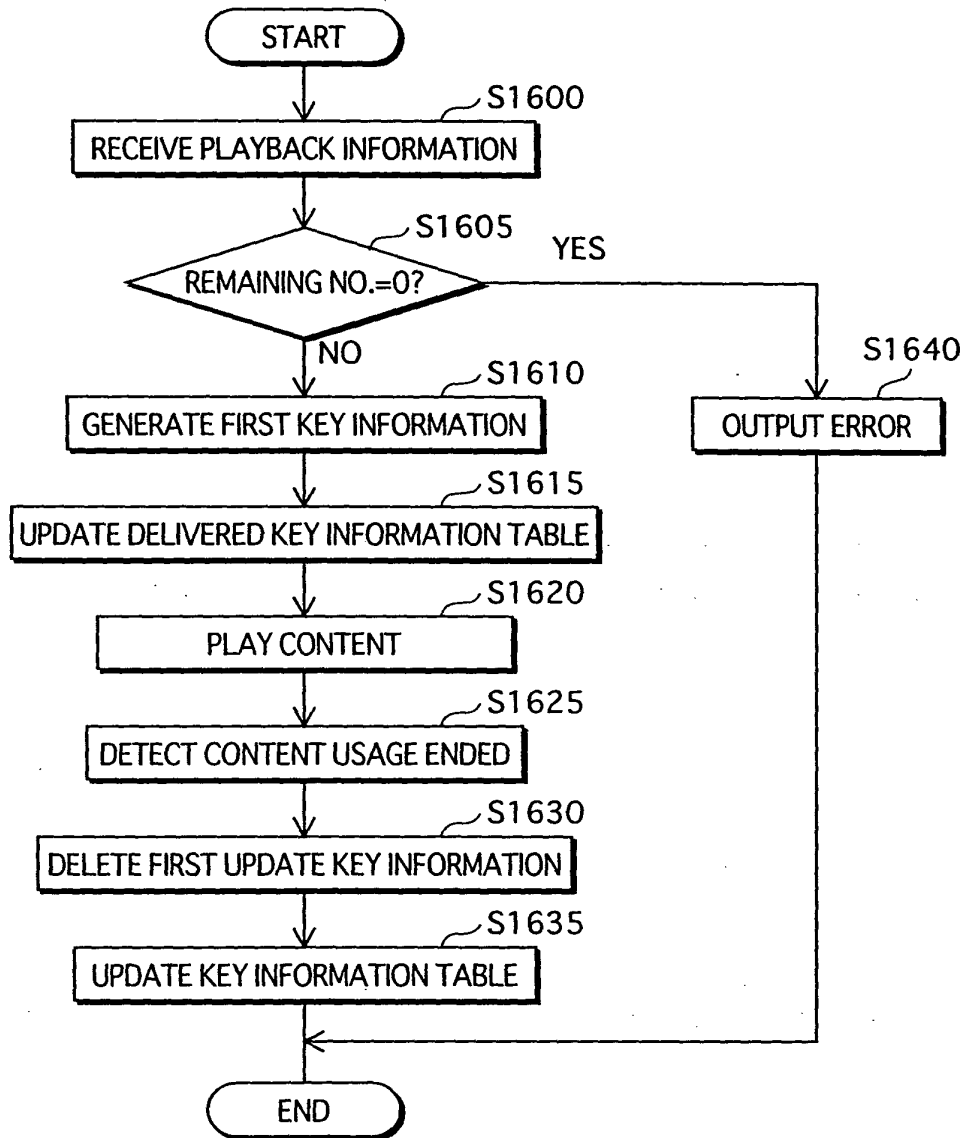 START
S1600
RECEIVE PLAYBACK INFORMATION
S1605
YES
REMAINING NO.=0?
NO
S1610
GENERATE FIRST KEY INFORMATION
S1640
OUTPUT ERROR
S1615
UPDATE DELIVERED KEY INFORMATION TABLE
S1620
PLAY CONTENT
S1625
DETECT CONTENT USAGE ENDED
S1630
DELETE FIRST UPDATE KEY INFORMATION
S1635
UPDATE KEY INFORMATION TABLE
END